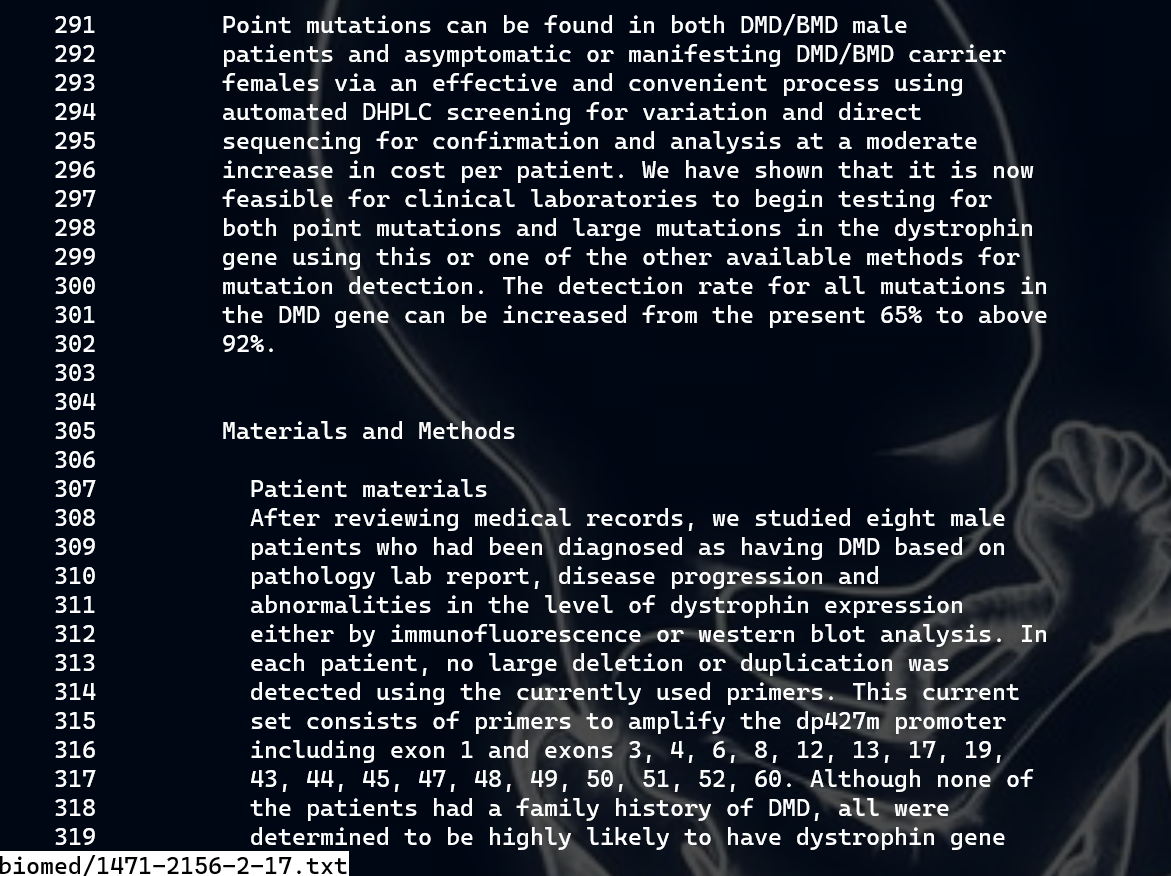 291 Point mutations can be found in both DMD/BMD male
292 patients and asymptomatic or manifesting DMD/BMD carrier
293 females via an effective and convenient process using
294 automated DHPLC screening for variation and direct
295 sequencing for confirmation and analysis at a moderate
296 increase in cost per patient. We have shown that it is now
297 feasible for clinical laboratories to begin testing for
298 both point mutations and large mutations in the dystrophin
299 gene using this or one of the other available methods for
300 mutation detection. The detection rate for all mutations in
301 the DMD gene can be increased from the present 65% to above
302 92%.
303
304
305 Materials and Methods
306
307 Patient materials
308 After reviewing medical records, we studied eight male
309 patients who had been diagnosed as having DMD based on
310 pathology lab report, disease progression and
311 abnormalities in the level of dystrophin expression
312 either by immunofluorescence or western blot analysis. In
313 each patient, no large deletion or duplication was
314 detected using the currently used primers. This current
315 set consists of primers to amplify the dp427m promoter
316 including exon 1 and exons 3, 4, 6, 8, 12, 13, 17, 19,
317 43, 44, 45, 47, 48, 49, 50, 51, 52, 60. Although none of
318 the patients had a family history of DMD, all were
319 determined to be highly likely to have dystrophin gene
biomed/1471-2156-2-17.txt